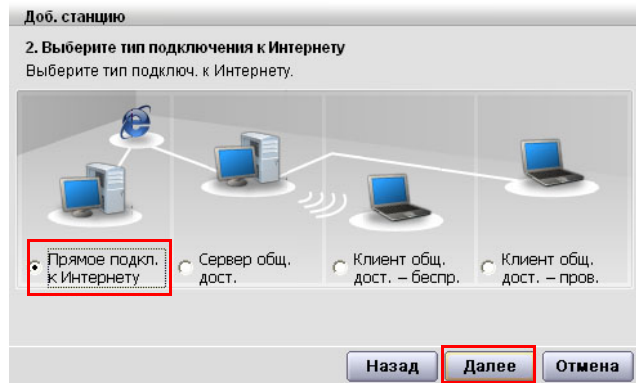 Доб. станцию
2. Выберите тип подключения к Интернету
Выберите тип подключ. к Интернету.
Прямое подкл.
к Интернету
Сервер общ.
дост.
Клиент общ.
дост. – беспр.
Клиент общ.
дост. – пров.
Назад
Далее
Отмена